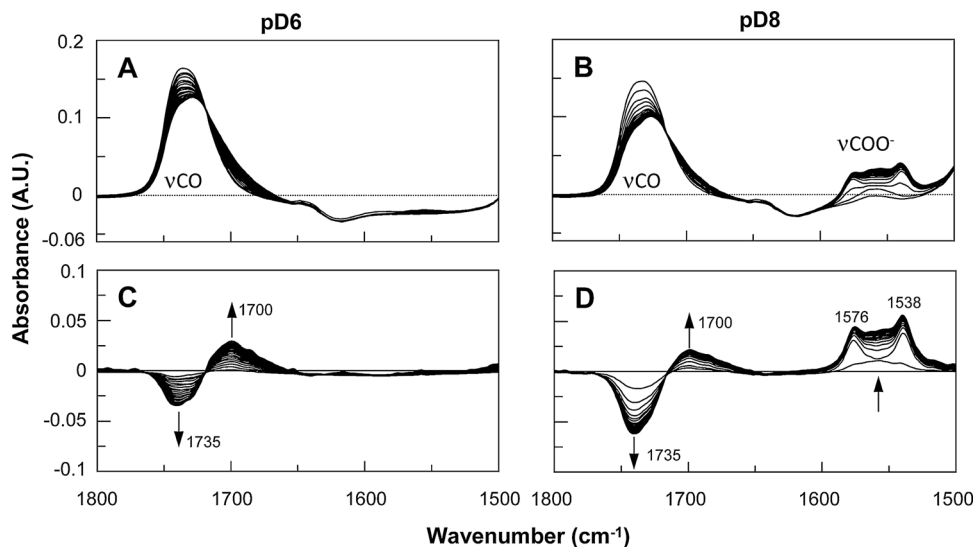 pD6
pD8
0.2
A
B
0.1
νCO
νCO
νCOO⁻
0
-0.06
Absorbance (A.U.)
0.1
C
D
0.05
1700
1700
1576
1538
0
-0.05
1735
1735
-0.1
1800
1700
1600
1500
1800
1700
1600
1500
Wavenumber (cm⁻¹)